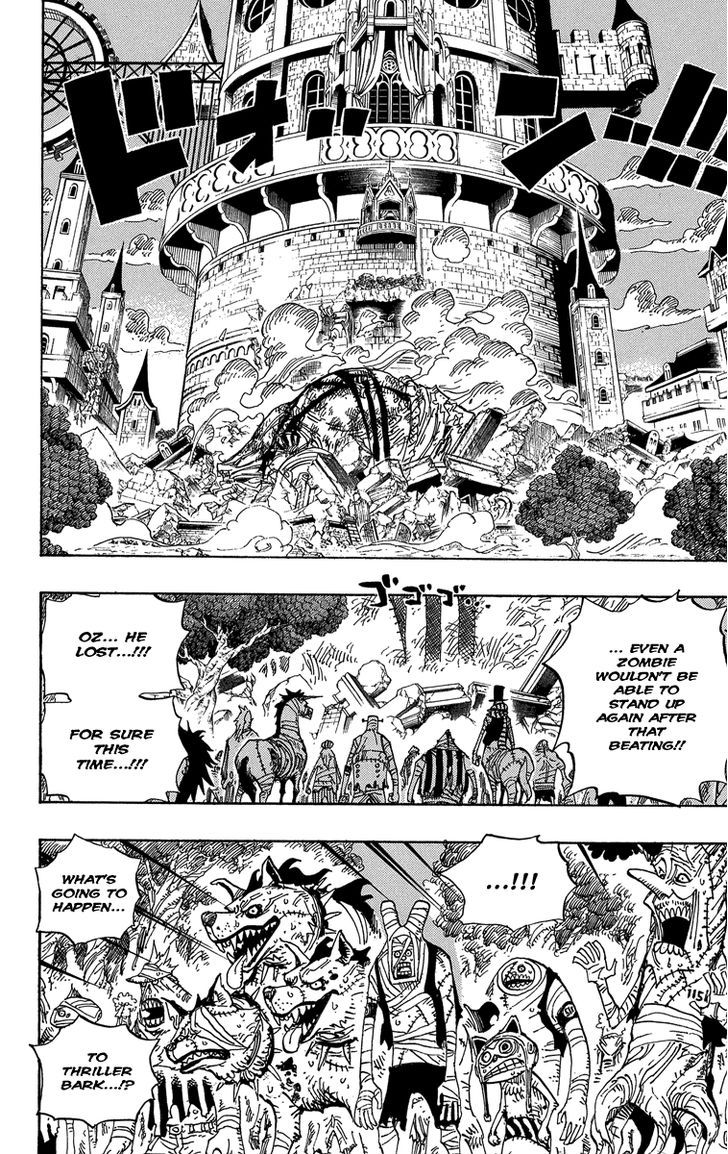 ドオン!!!!
ゴゴゴ
... EVEN A
ZOMBIE
WOULDN'T BE
ABLE TO
STAND UP
AGAIN AFTER
THAT
BEATING!!
OZ... HE
LOST...!!!
FOR SURE
THIS
TIME...!!!
...!!!
WHAT'S
GOING TO
HAPPEN...
TO
THRILLER
BARK...!?
1151